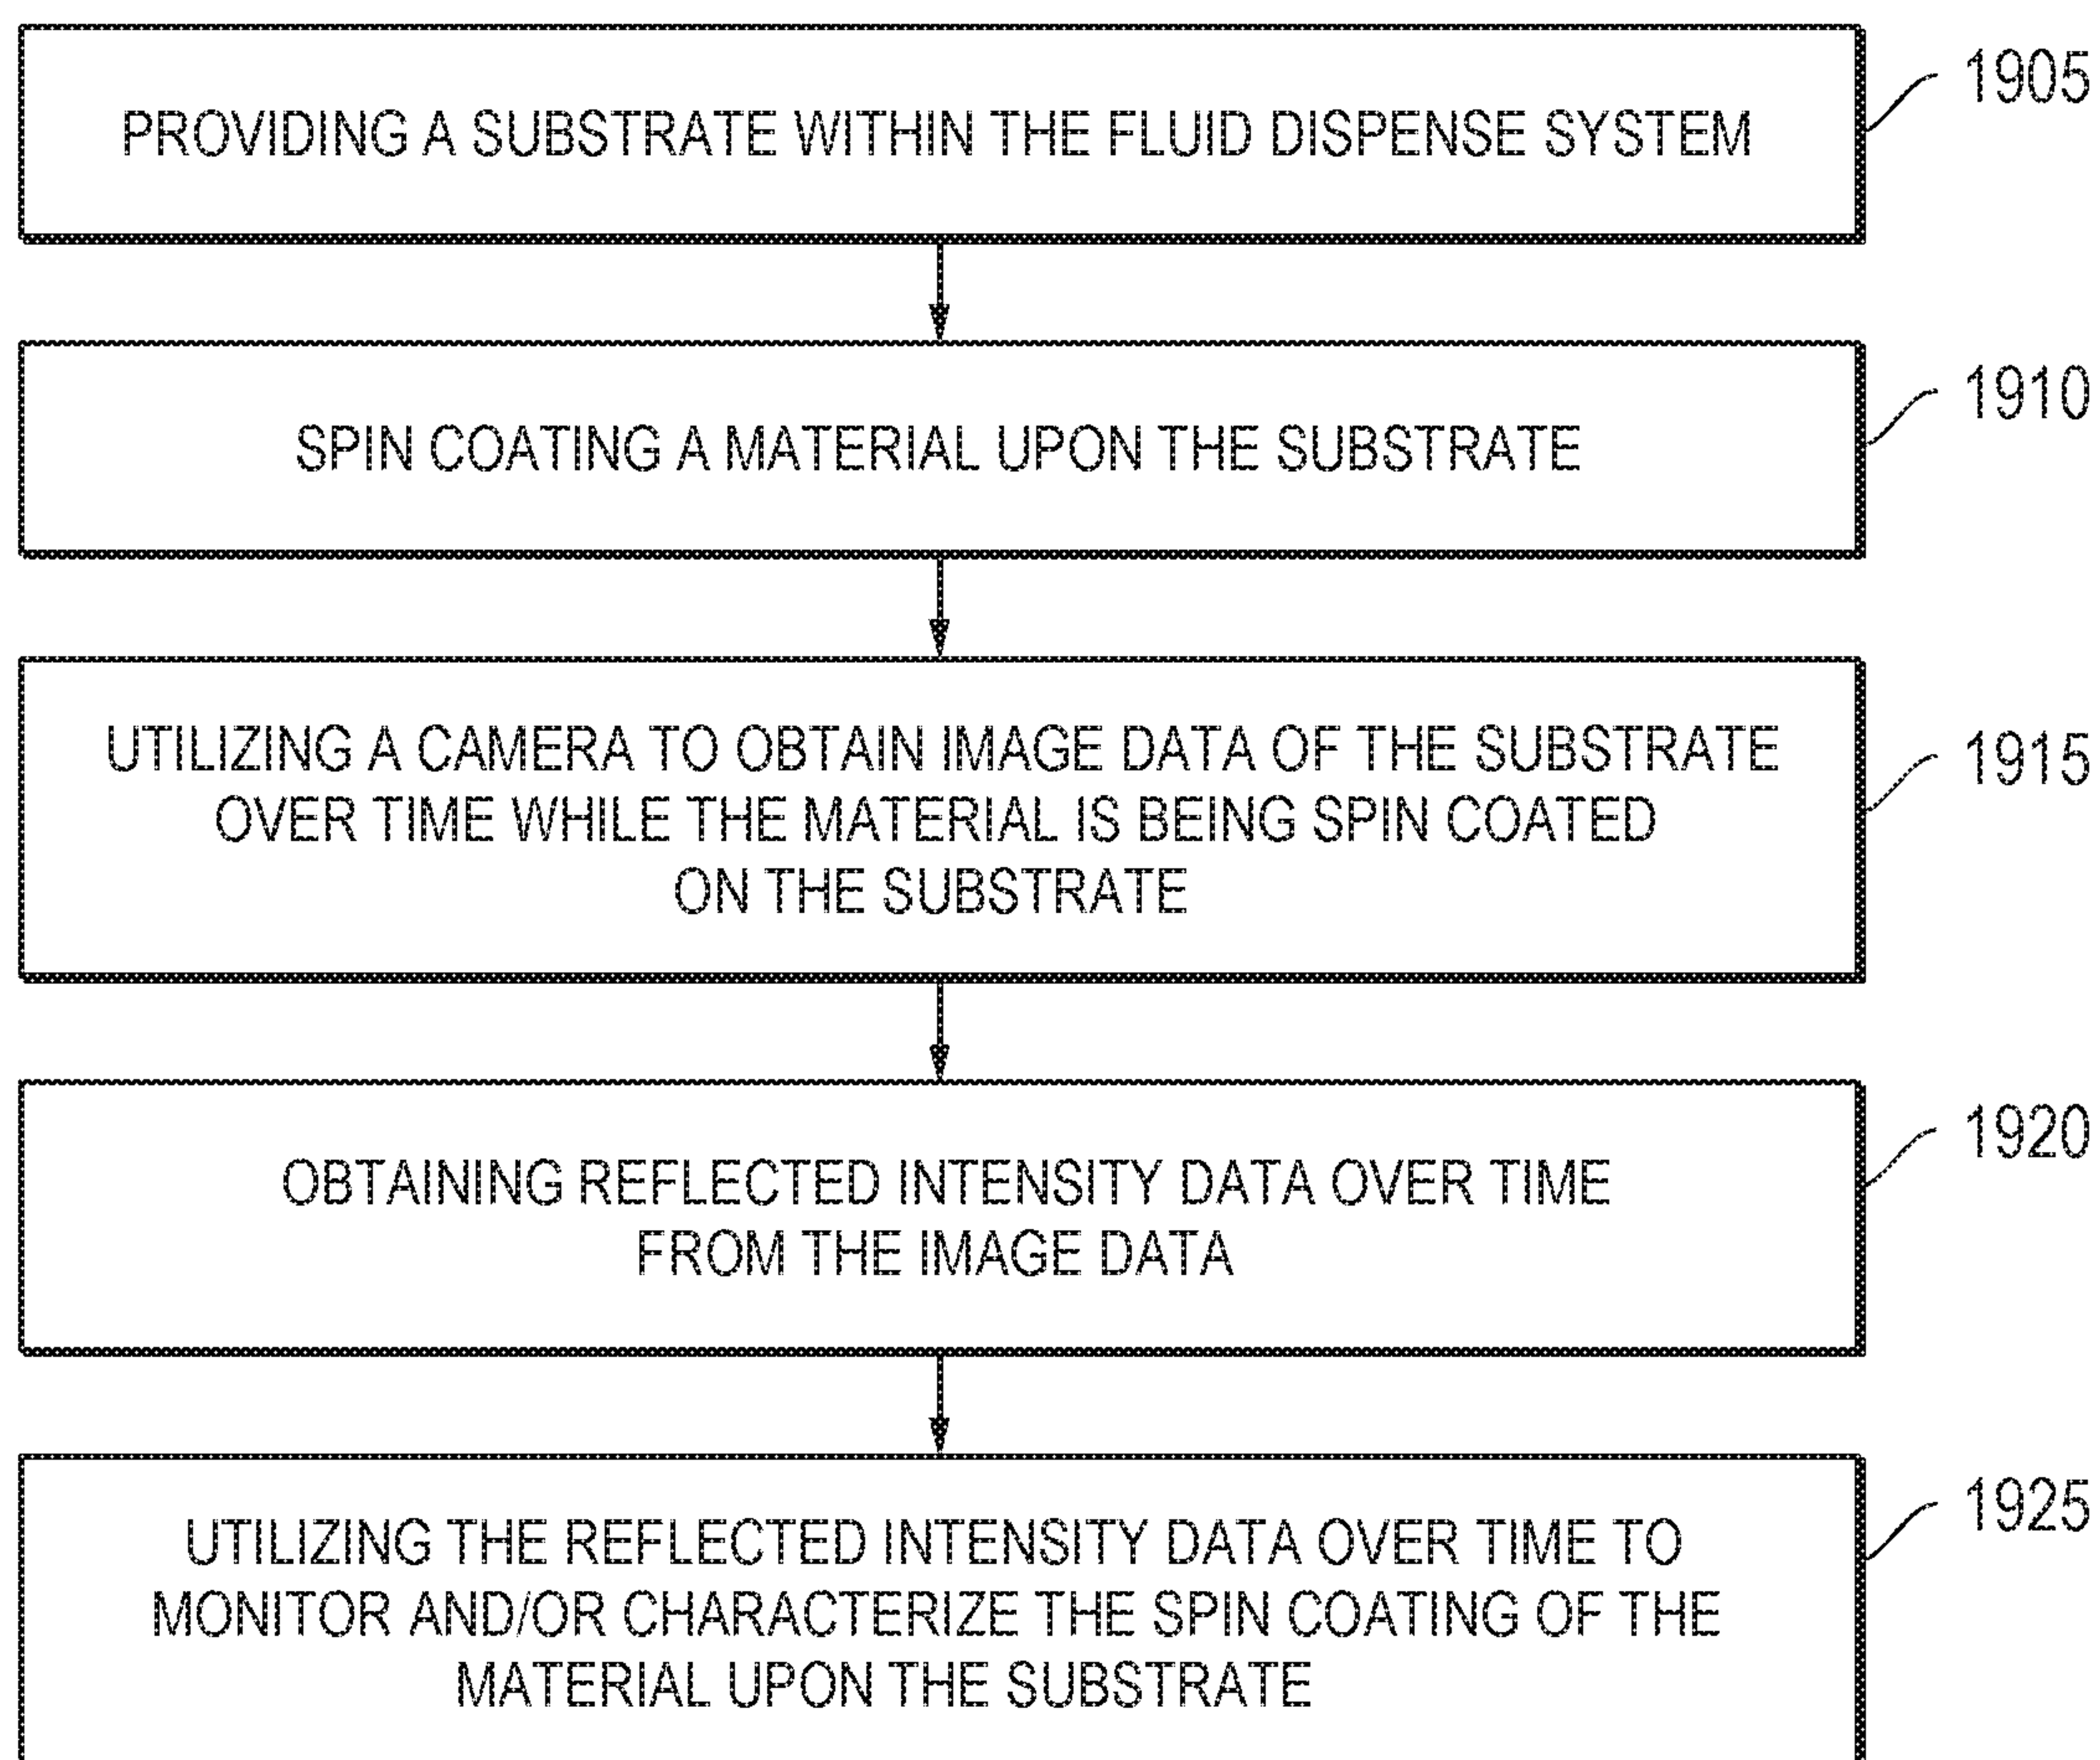 PROVIDING A SUBSTRATE WITHIN THE FLUID DISPENSE SYSTEM
1905
SPIN COATING A MATERIAL UPON THE SUBSTRATE
1910
UTILIZING A CAMERA TO OBTAIN IMAGE DATA OF THE SUBSTRATE
OVER TIME WHILE THE MATERIAL IS BEING SPIN COATED
ON THE SUBSTRATE
1915
OBTAINING REFLECTED INTENSITY DATA OVER TIME
FROM THE IMAGE DATA
1920
UTILIZING THE REFLECTED INTENSITY DATA OVER TIME TO
MONITOR AND/OR CHARACTERIZE THE SPIN COATING OF THE
MATERIAL UPON THE SUBSTRATE
1925